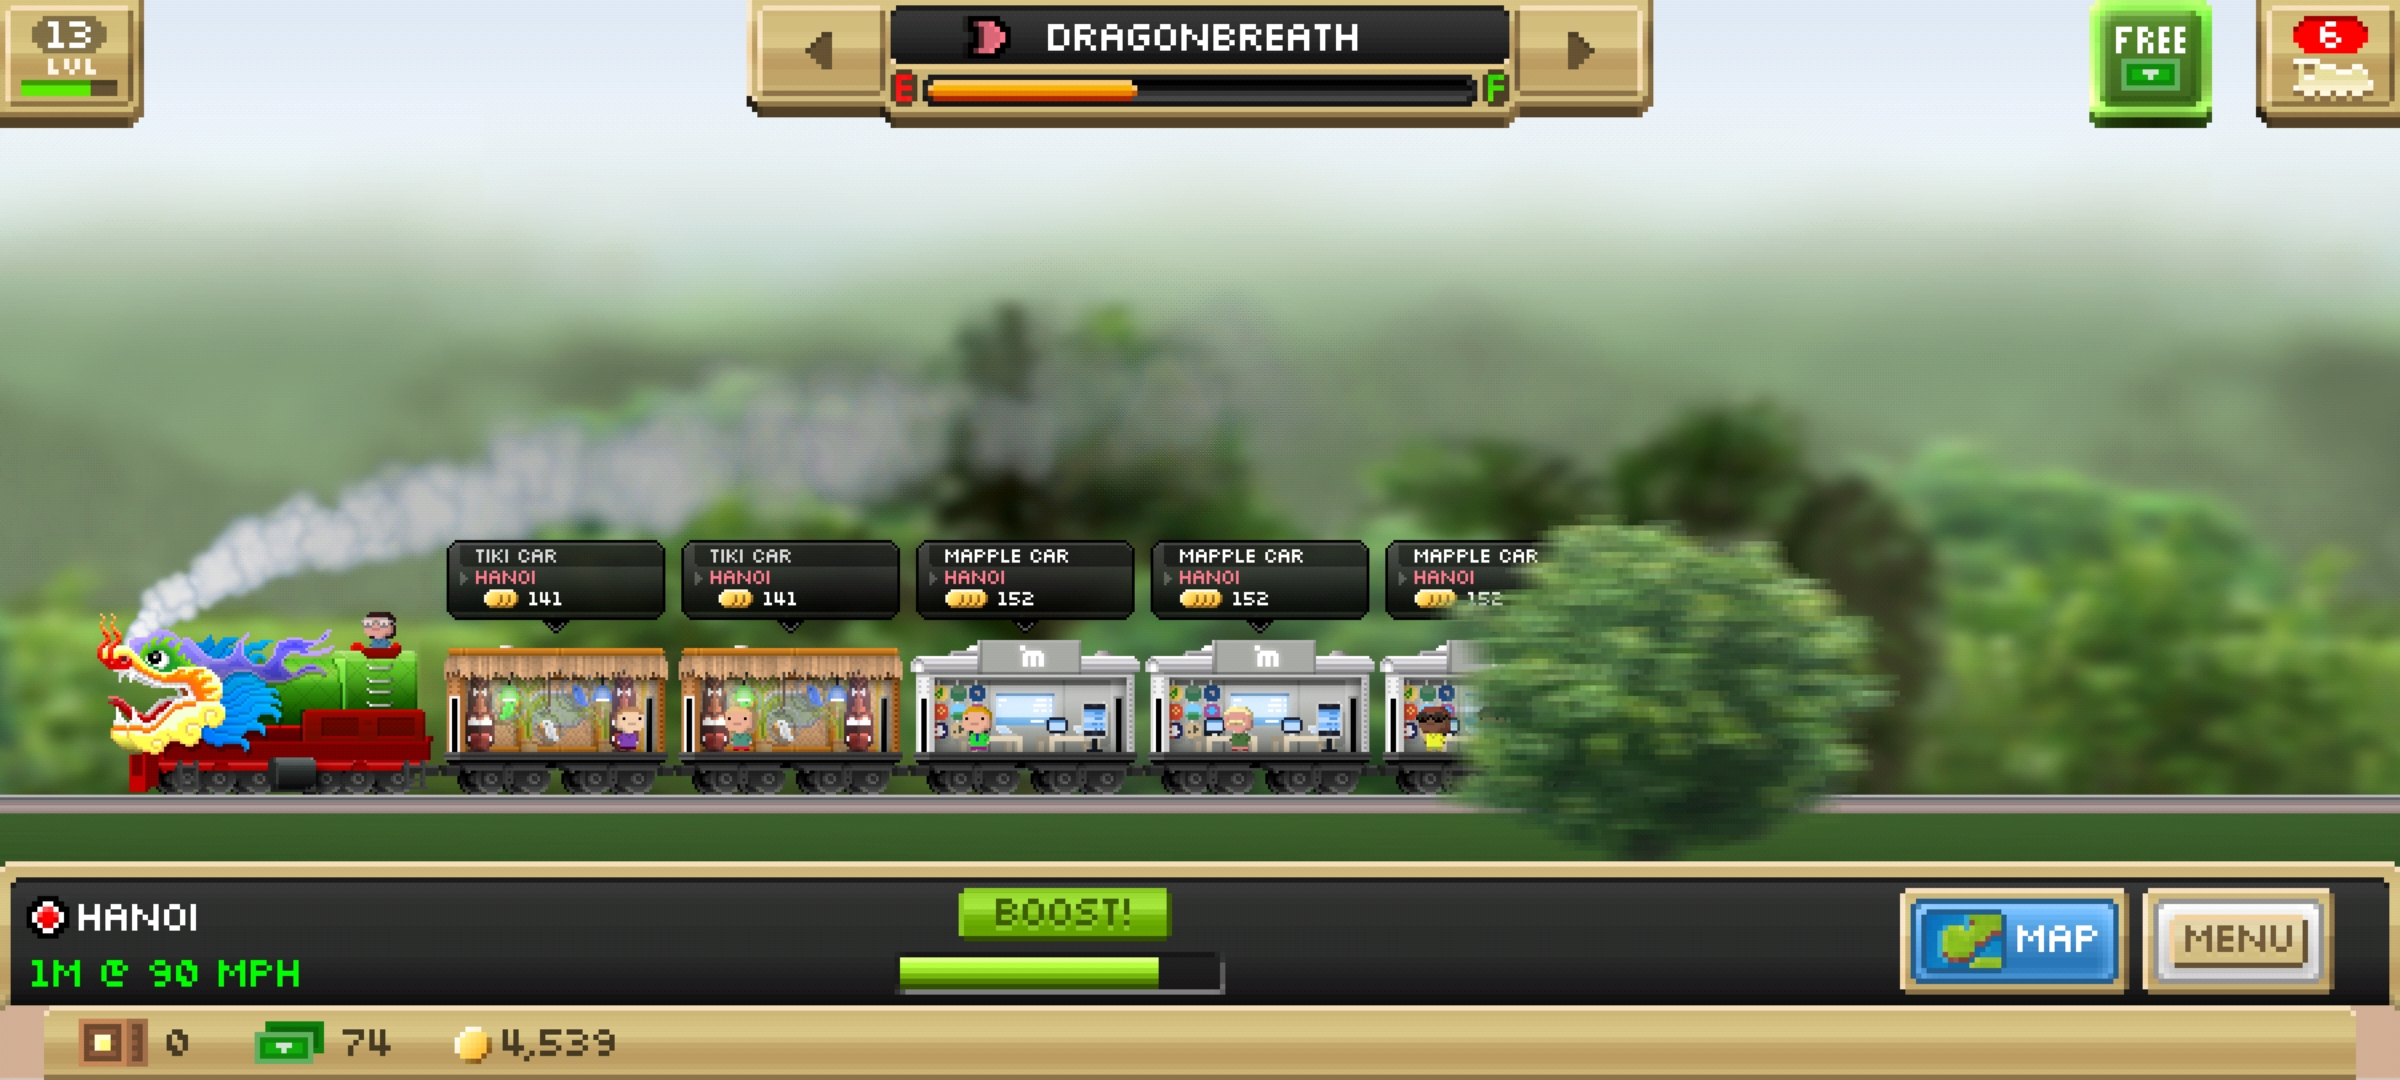 13
LVL
DRAGONBREATH
E
F
FREE
6
TIKI CAR
HANOI
141
TIKI CAR
HANOI
141
MAPPLE CAR
HANOI
152
MAPPLE CAR
HANOI
152
MAPPLE CAR
HANOI
152
m
m
HANOI
1M @ 90 MPH
BOOST!
MAP
MENU
0
74
4,539